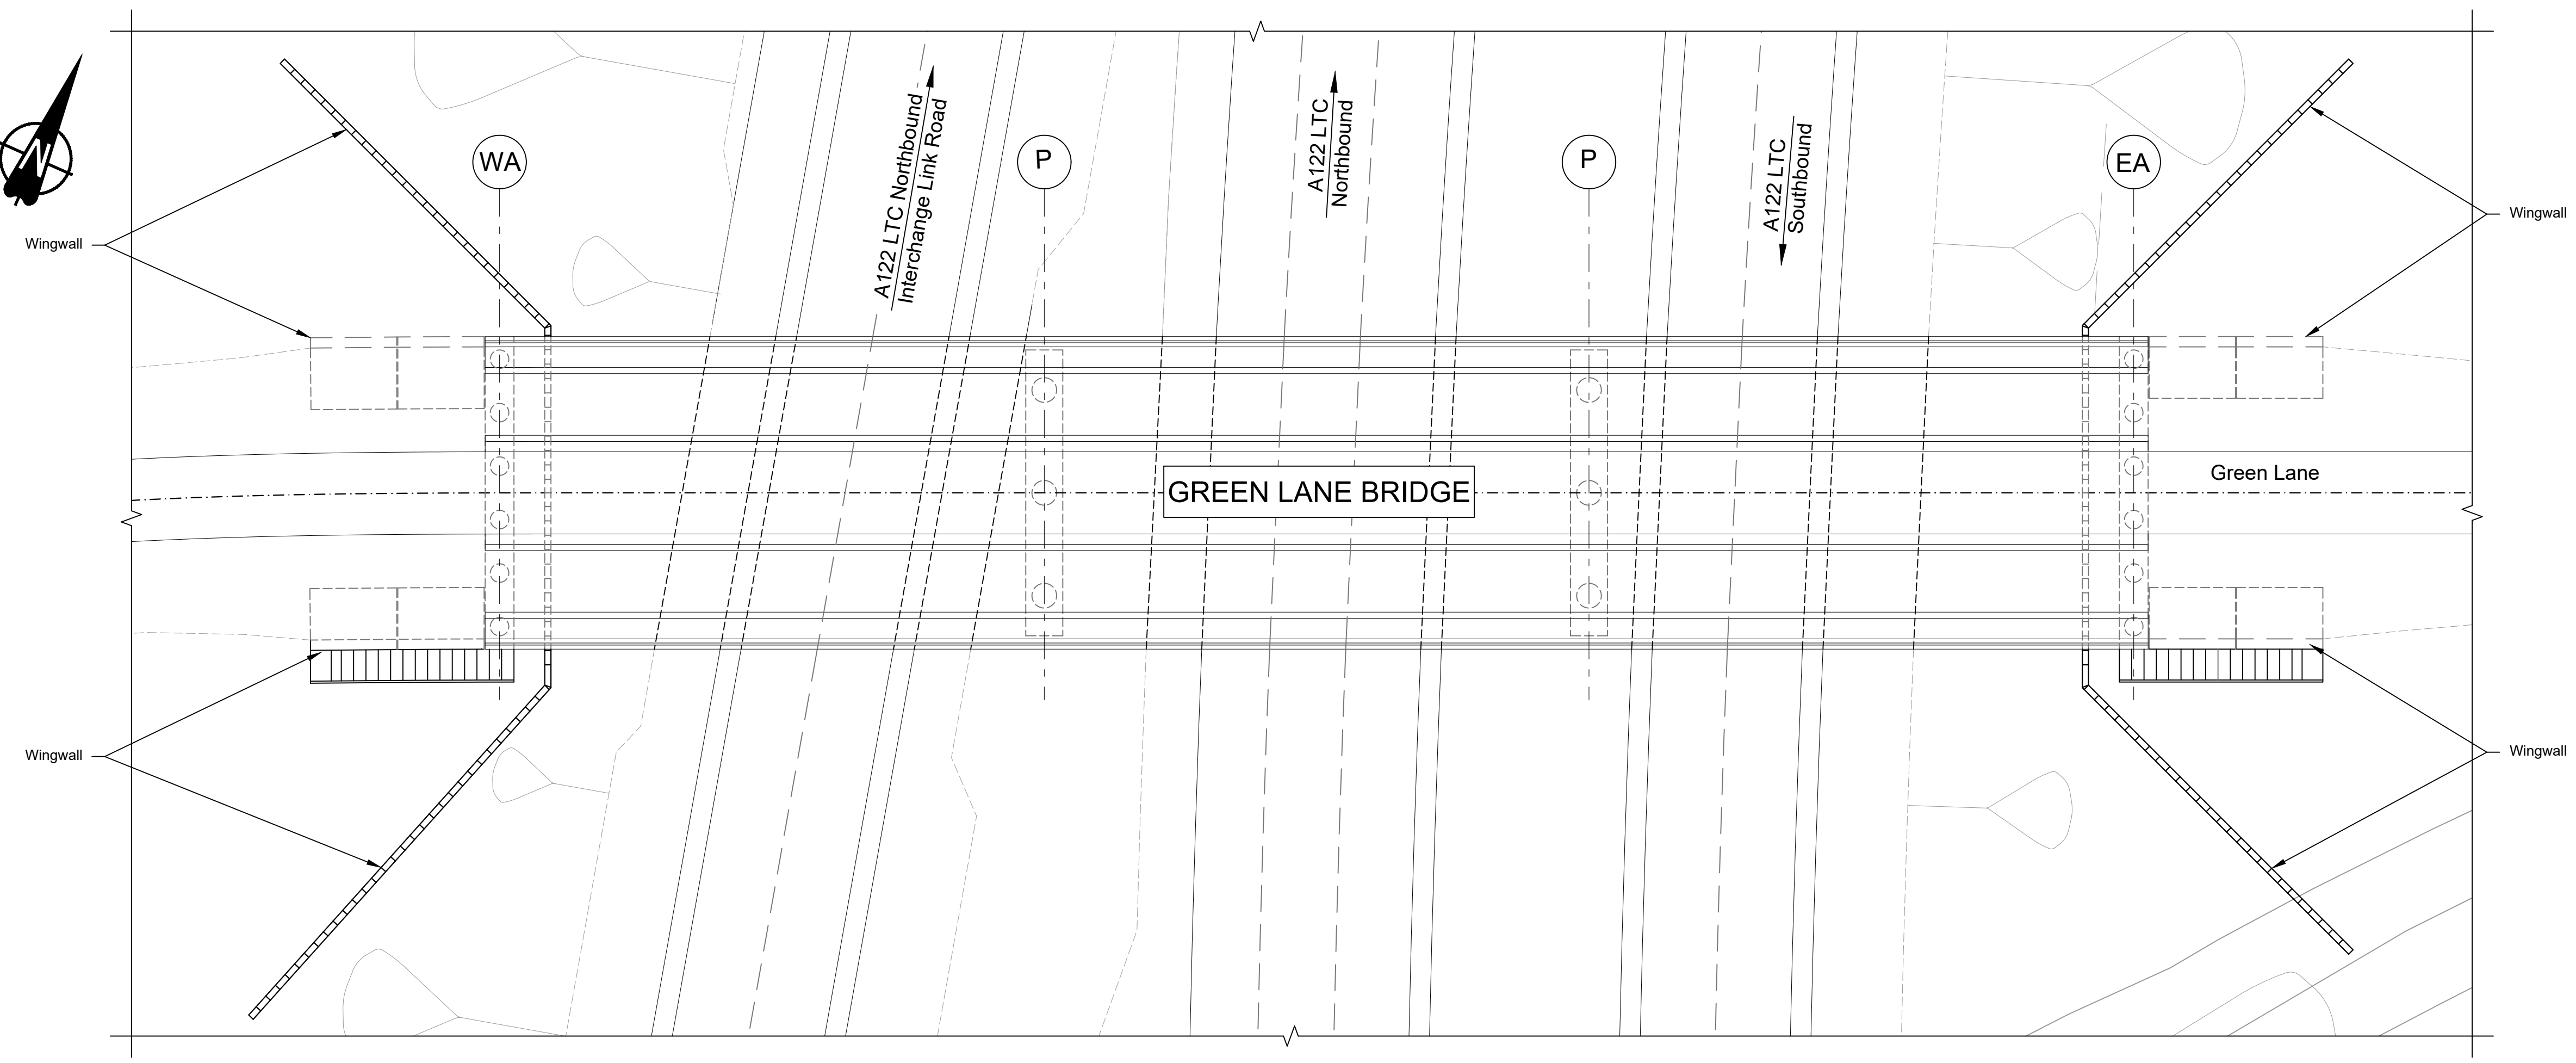 N
WA
P
P
EA
A122 LTC Northbound
Interchange Link Road
A122 LTC
Northbound
A122 LTC
Southbound
Wingwall
Wingwall
Green Lane
GREEN LANE BRIDGE
Wingwall
Wingwall